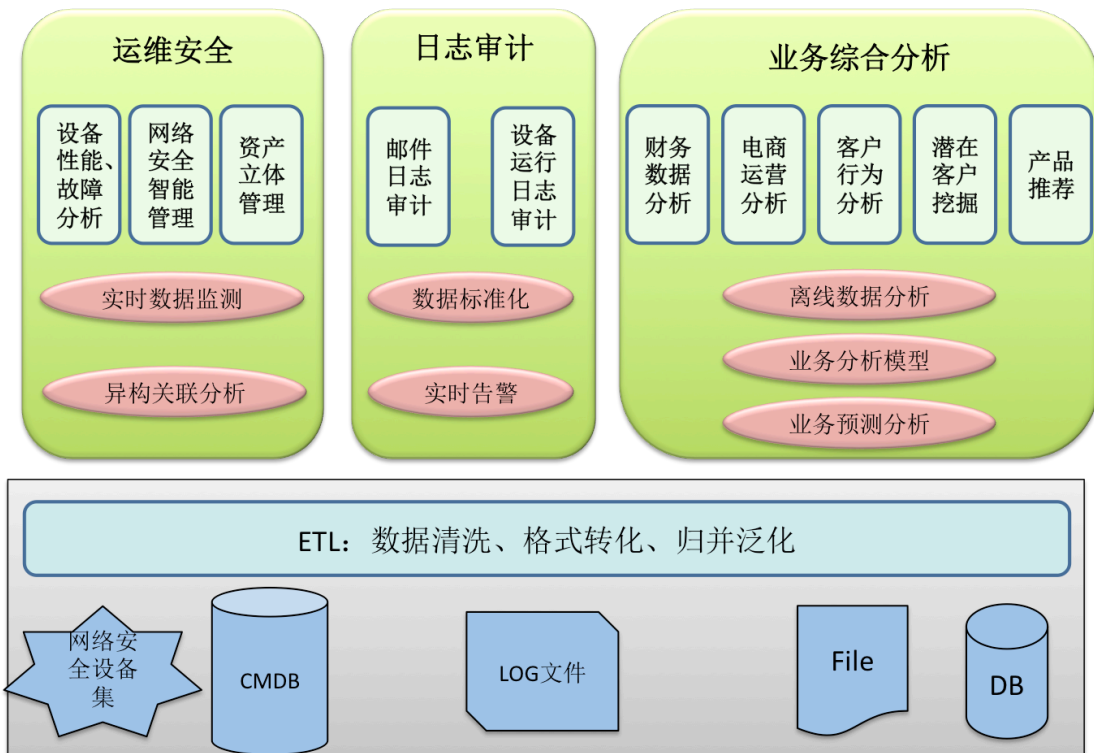 运维安全
设备
性能、
故障
分析
网络
安全
智能
管理
资产
立体
管理
实时数据监测
异构关联分析
日志审计
邮件
日志
审计
设备
运行
日志
审计
数据标准化
实时告警
业务综合分析
财务
数据
分析
电商
运营
分析
客户
行为
分析
潜在
客户
挖掘
产品
推荐
离线数据分析
业务分析模型
业务预测分析
ETL：数据清洗、格式转化、归并泛化
网络安
全设备
集
CMDB
LOG文件
File
DB